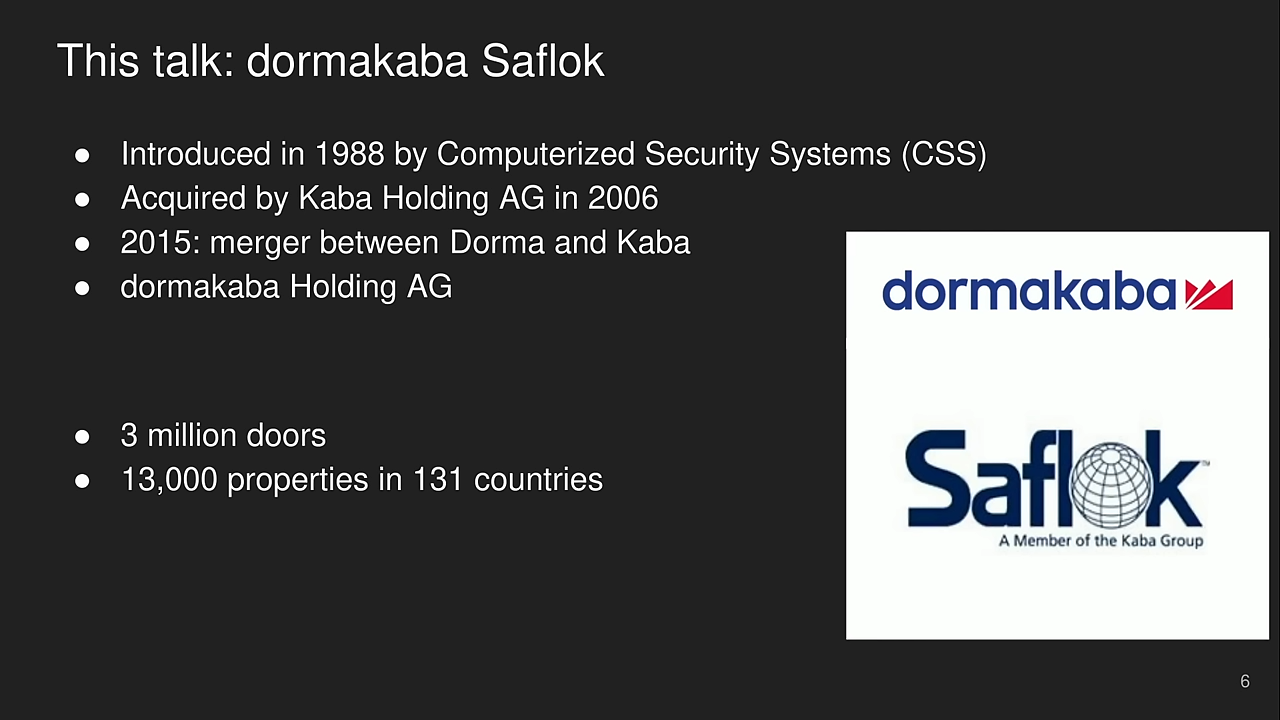 This talk: dormakaba Saflok
● Introduced in 1988 by Computerized Security Systems (CSS)
● Acquired by Kaba Holding AG in 2006
● 2015: merger between Dorma and Kaba
● dormakaba Holding AG
● 3 million doors
● 13,000 properties in 131 countries
dormakaba
Saflok™
A Member of the Kaba Group
6